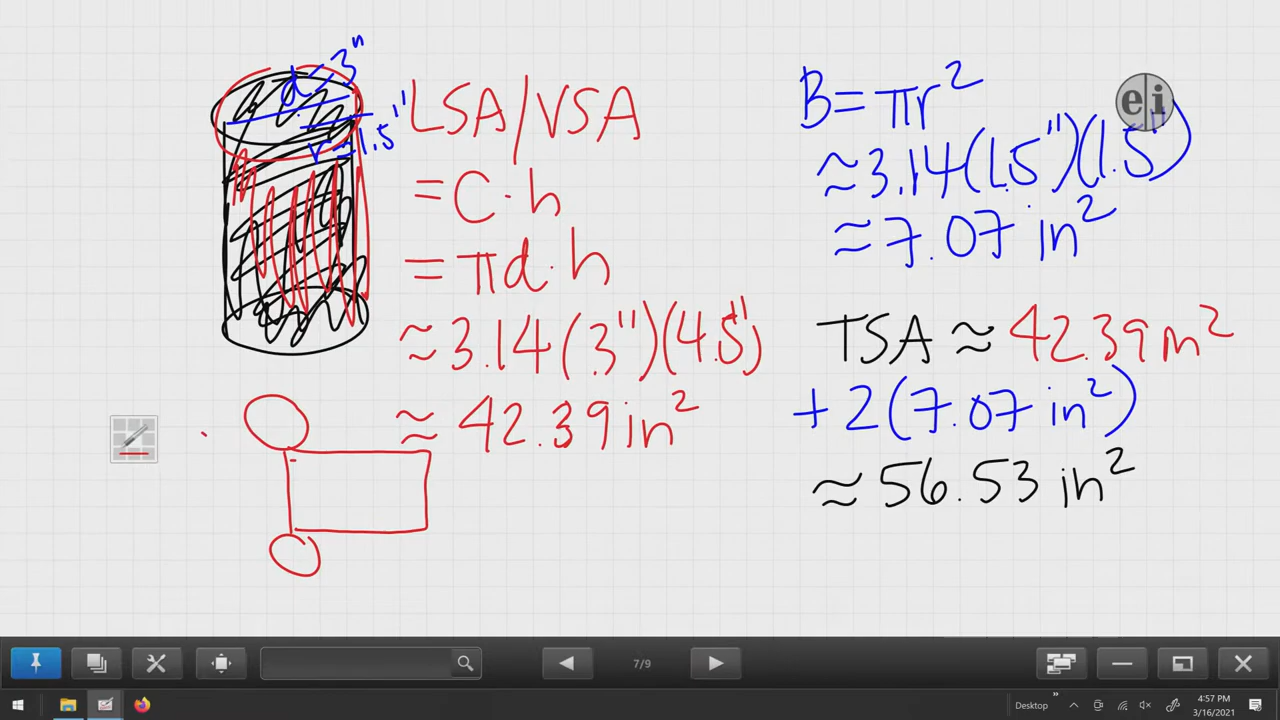 d=3"
r=1.5"
LSA/VSA
= C·h
= πd·h
≈3.14(3")(4.5")
≈ 42.39 in²
B=πr²
≈3.14(1.5")(1.5")
≈7.07 in²
TSA ≈ 42.39 in²
+2(7.07 in²)
≈56.53 in²
e|i
7/9
Desktop
4:57 PM
3/16/2021